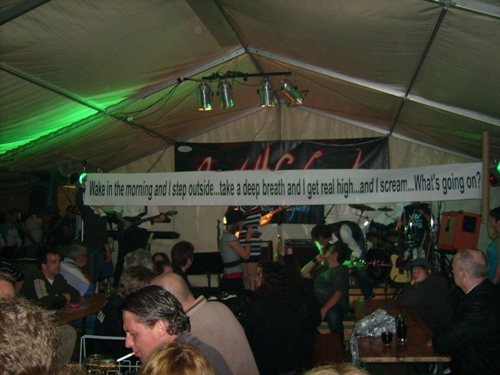 Wake in the morning and I step outside...take a deep breath and I get real high...and I scream...What's going on?